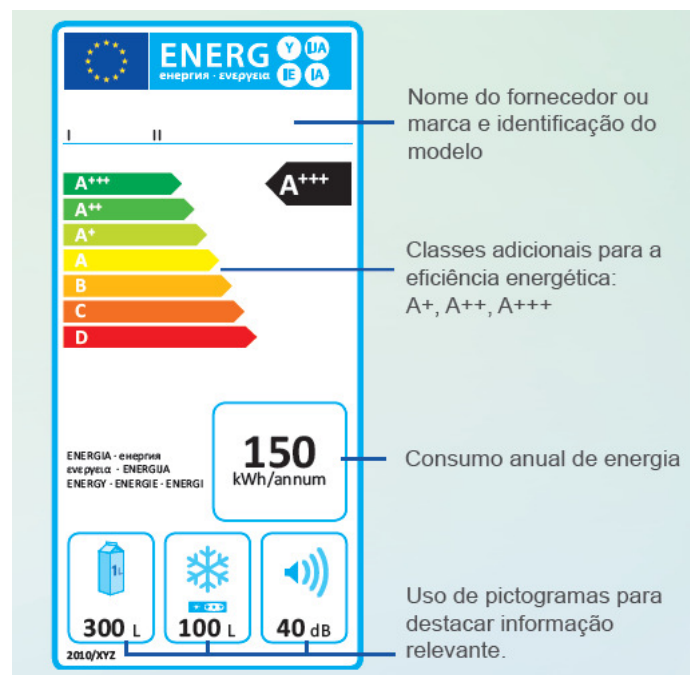 ENERG Y UA
енергия · ενεργεια IE IA
Nome do fornecedor ou
marca e identificação do
modelo
I II
A+++ A+++
A++
A+
A
B
C
D
Classes adicionais para a
eficiência energética:
A+, A++, A+++
150
kWh/annum
ENERGIA · енергия
ενεργεια · ENERGIJA
ENERGY · ENERGIE · ENERGI
Consumo anual de energia
1L
300 L 100 L 40 dB
2010/XYZ
Uso de pictogramas para
destacar informação
relevante.